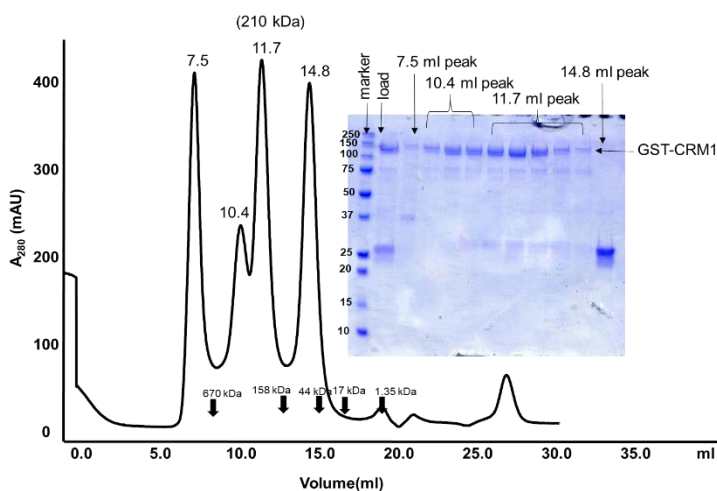 (210 kDa)
7.5
11.7
14.8
10.4
400
300
200
100
0
A280 (mAU)
670 kDa
158 kDa
44 kDa
17 kDa
1.35 kDa
0.0
5.0
10.0
15.0
20.0
25.0
30.0
35.0
ml
Volume(ml)
marker
load
7.5 ml peak
10.4 ml peak
11.7 ml peak
14.8 ml peak
GST-CRM1
250
150
100
75
50
37
25
20
15
10